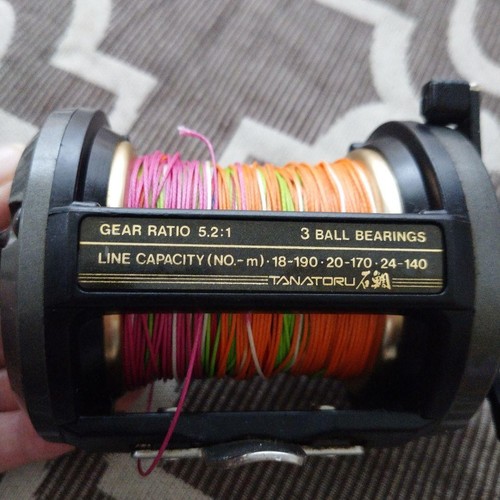 GEAR RATIO 5.2:1 3 BALL BEARINGS
LINE CAPACITY (NO.-m)·18-190·20-170·24-140
TANATORU 石鯛